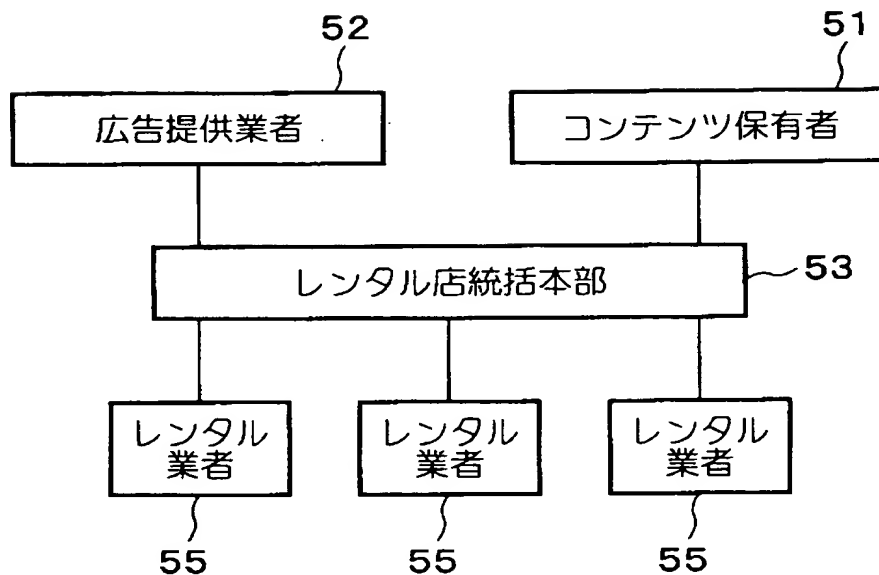 52
51
広告提供業者
コンテンツ保有者
レンタル店統括本部
53
レンタル
業者
レンタル
業者
レンタル
業者
55
55
55